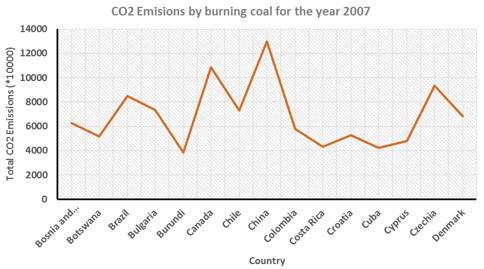 CO2 Emisions by burning coal for the year 2007
Total CO2 Emissions (*10000)
14000
12000
10000
8000
6000
4000
2000
0
Bosnia and...
Botswana
Brazil
Bulgaria
Burundi
Canada
Chile
China
Colombia
Costa Rica
Croatia
Cuba
Cyprus
Czechia
Denmark
Country